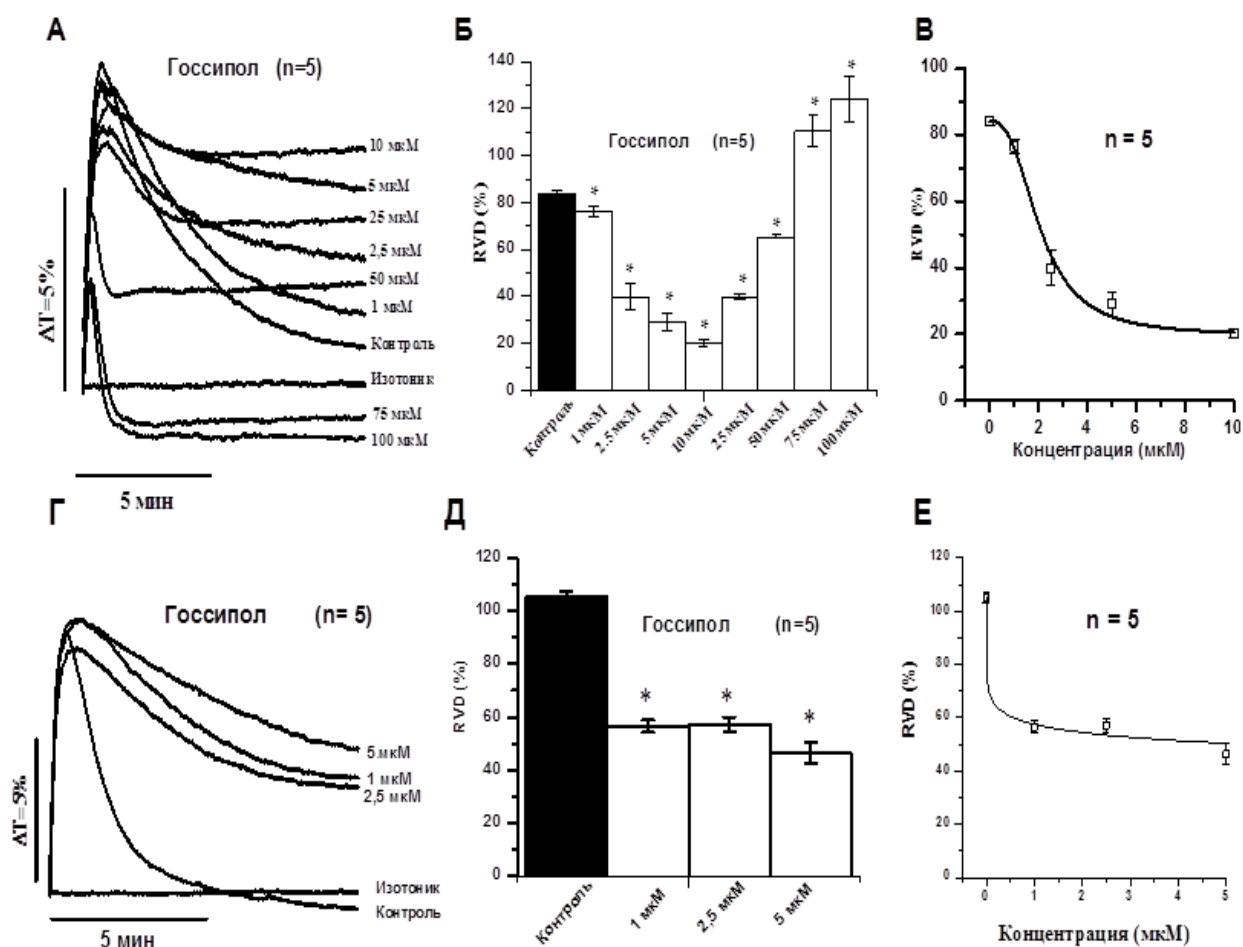 А
Госсипол (n=5)
10 мкМ
5 мкМ
25 мкМ
2,5 мкМ
50 мкМ
1 мкМ
Контроль
Изотоник
75 мкМ
100 мкМ
ΔT=5%
5 мин
Б
Госсипол (n=5)
RVD (%)
140
120
100
80
60
40
20
0
Контроль
1 мкМ
2.5 мкМ
5 мкМ
10 мкМ
25 мкМ
50 мкМ
75 мкМ
100 мкМ
* * * * * * * *
В
n = 5
RVD (%)
100
80
60
40
20
0
0 2 4 6 8 10
Концентрация (мкМ)
Г
Госсипол (n= 5)
5 мкМ
1 мкМ
2,5 мкМ
Изотоник
Контроль
ΔT=5%
5 мин
Д
Госсипол (n=5)
RVD (%)
120
100
80
60
40
20
0
* * *
Контроль
1 мкМ
2,5 мкМ
5 мкМ
Е
n = 5
RVD (%)
120
100
80
60
40
20
0
0 1 2 3 4 5
Концентрация (мкМ)